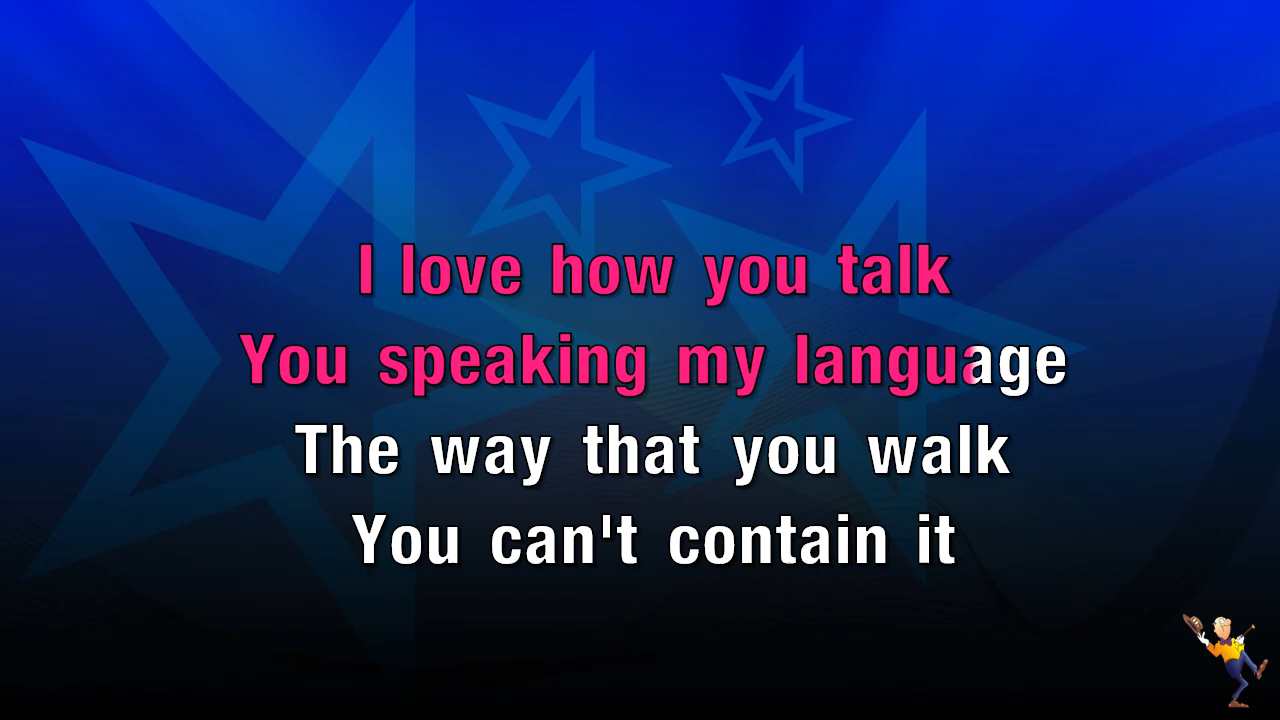 I love how you talk
You speaking my language
The way that you walk
You can't contain it